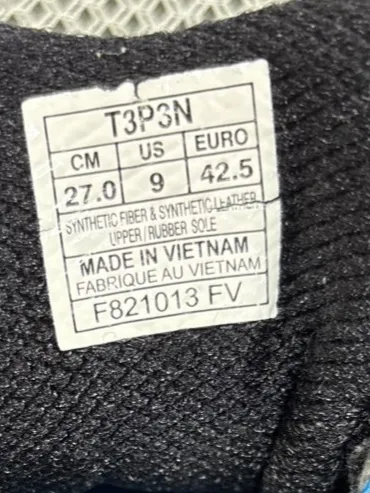 T3P3N
CM US EURO
27.0 9 42.5
SYNTHETIC FIBER & SYNTHETIC LEATHER
UPPER / RUBBER SOLE
MADE IN VIETNAM
FABRIQUE AU VIETNAM
F821013 FV